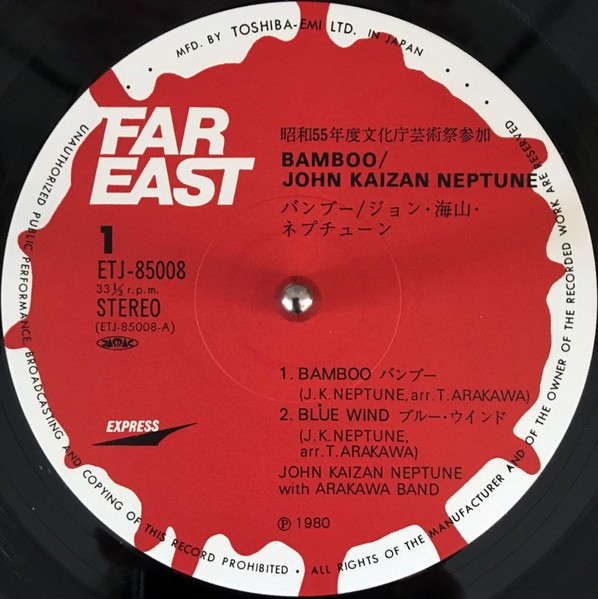 MFD. BY TOSHIBA-EMI LTD. IN JAPAN
FAR
EAST
昭和55年度文化庁芸術祭参加
BAMBOO/
JOHN KAIZAN NEPTUNE
バンブー/ジョン・海山・
ネプチューン
1
ETJ-85008
33⅓ r.p.m.
STEREO
(ETJ-85008-A)
JASRAC
EXPRESS
1. BAMBOO バンブー
(J.K.NEPTUNE, arr. T. ARAKAWA)
2. BLUE WIND ブルー・ウインド
(J.K.NEPTUNE,
arr. T. ARAKAWA)
JOHN KAIZAN NEPTUNE
with ARAKAWA BAND
Ⓟ 1980
UNAUTHORIZED PUBLIC PERFORMANCE, BROADCASTING AND COPYING OF THIS RECORD PROHIBITED • ALL RIGHTS OF THE MANUFACTURER AND OF THE OWNER OF THE RECORDED WORK ARE RESERVED